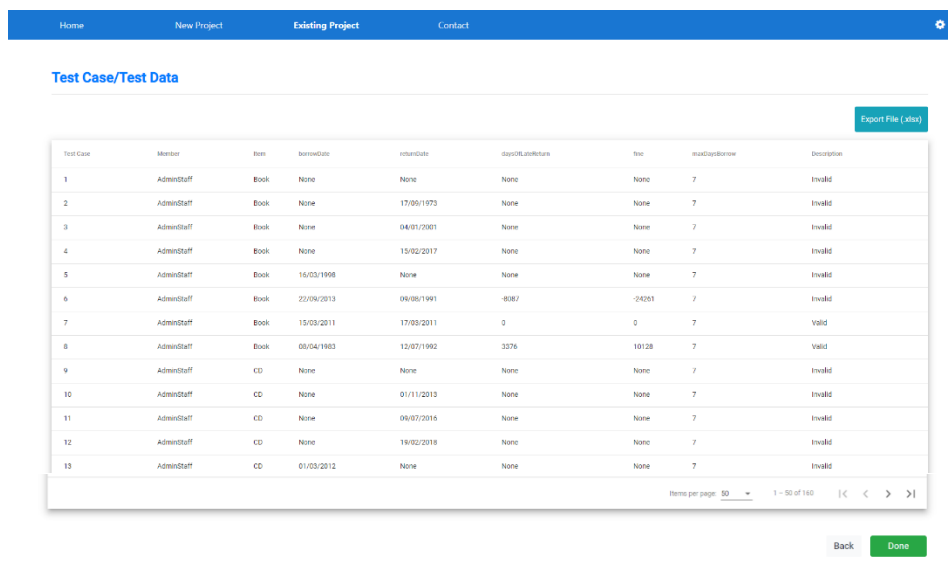 Home New Project Existing Project Contact
Test Case/Test Data
Export File (.xlsx)
Test Case Member Item borrowDate returnDate daysOfLateReturn fine maxDaysBorrow Description
1 AdminStaff Book None None None None 7 Invalid
2 AdminStaff Book None 17/09/1973 None None 7 Invalid
3 AdminStaff Book None 04/01/2001 None None 7 Invalid
4 AdminStaff Book None 15/02/2017 None None 7 Invalid
5 AdminStaff Book 16/03/1998 None None None 7 Invalid
6 AdminStaff Book 22/09/2013 09/08/1991 -8087 -24261 7 Invalid
7 AdminStaff Book 15/03/2011 17/03/2011 0 0 7 Valid
8 AdminStaff Book 08/04/1983 12/07/1992 3376 10128 7 Valid
9 AdminStaff CD None None None None 7 Invalid
10 AdminStaff CD None 01/11/2013 None None 7 Invalid
11 AdminStaff CD None 09/07/2016 None None 7 Invalid
12 AdminStaff CD None 19/02/2018 None None 7 Invalid
13 AdminStaff CD 01/03/2012 None None None 7 Invalid
Items per page: 50 1 – 50 of 160
Back Done